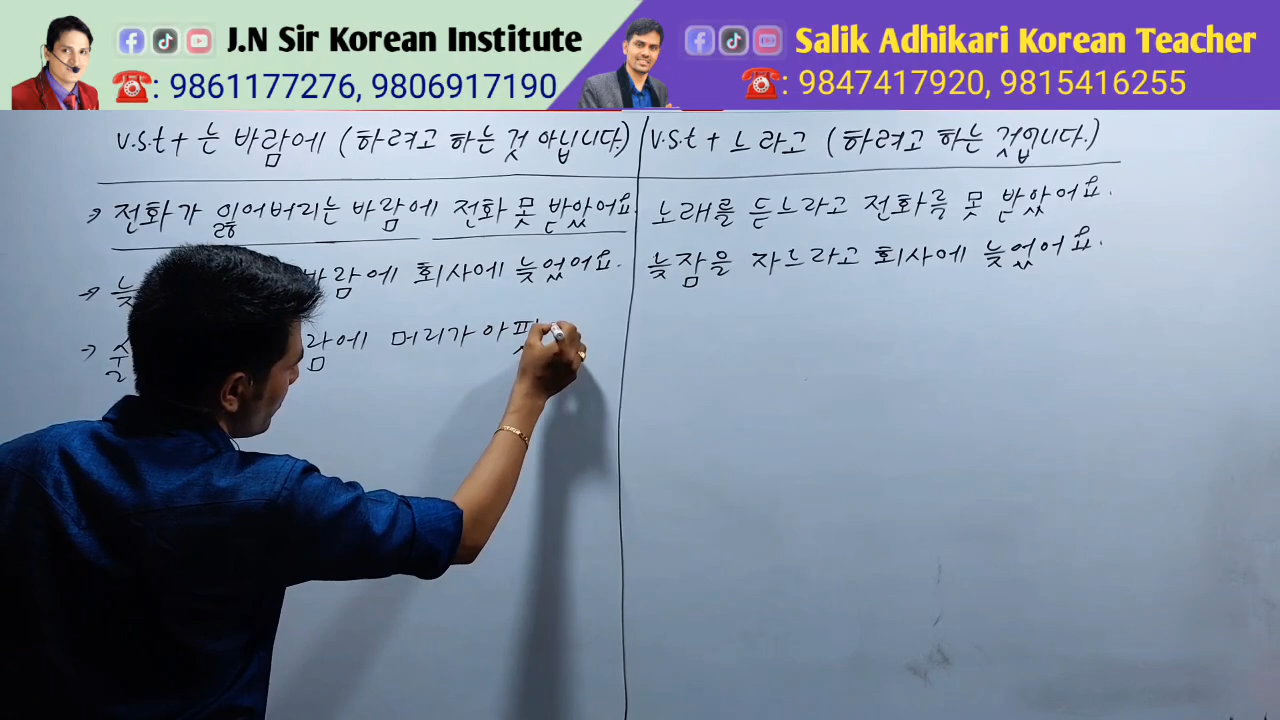 J.N Sir Korean Institute
☎: 9861177276, 9806917190
Salik Adhikari Korean Teacher
☎: 9847417920, 9815416255
v.s.t + 는 바람에 (하려고 하는 것 아닙니다.)
전화가 잃어버리는 바람에 전화 못 받았어요.
늦 바람에 회사에 늦었어요.
술 람에 머리가 아
v.s.t + 느라고 (하려고 하는 것입니다.)
노래를 듣느라고 전화를 못 받았어요.
늦잠을 자느라고 회사에 늦었어요.